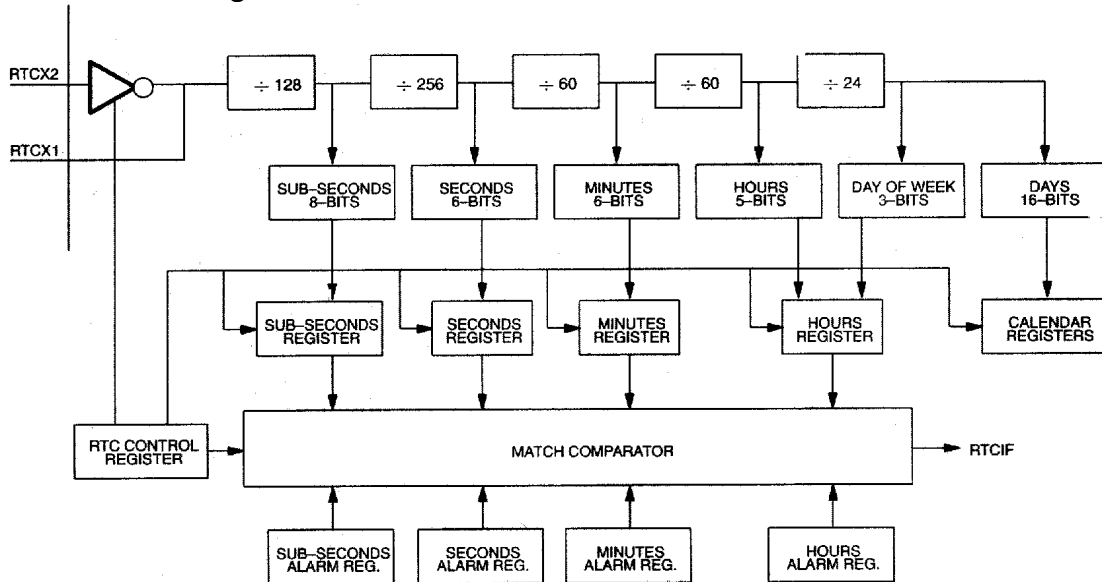 RTCX2
÷ 128
÷ 256
÷ 60
÷ 60
÷ 24
RTCX1
SUB–SECONDS
8–BITS
SECONDS
6–BITS
MINUTES
6–BITS
HOURS
5–BITS
DAY OF WEEK
3–BITS
DAYS
16–BITS
SUB–SECONDS
REGISTER
SECONDS
REGISTER
MINUTES
REGISTER
HOURS
REGISTER
CALENDAR
REGISTERS
RTC CONTROL
REGISTER
MATCH COMPARATOR
RTCIF
SUB–SECONDS
ALARM REG.
SECONDS
ALARM REG.
MINUTES
ALARM REG.
HOURS
ALARM REG.